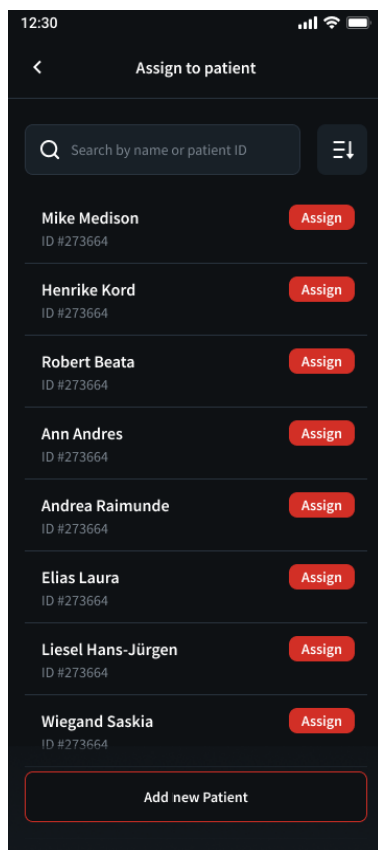 12:30
Assign to patient
Search by name or patient ID
Mike Medison
Assign
ID #273664
Henrike Kord
Assign
ID #273664
Robert Beata
Assign
ID #273664
Ann Andres
Assign
ID #273664
Andrea Raimunde
Assign
ID #273664
Elias Laura
Assign
ID #273664
Liesel Hans-Jürgen
Assign
ID #273664
Wiegand Saskia
Assign
ID #273664
Add new Patient